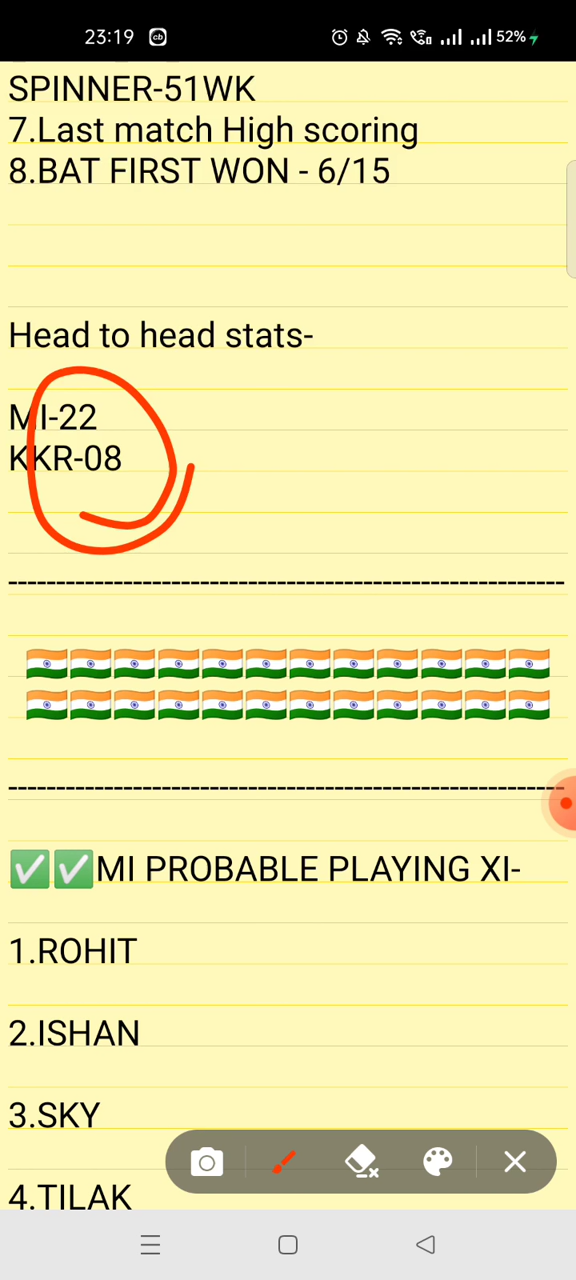 23:19
52%
SPINNER-51WK
7.Last match High scoring
8.BAT FIRST WON - 6/15
Head to head stats-
MI-22
KKR-08
-------------------------------------------------------
-------------------------------------------------------
MI PROBABLE PLAYING XI-
1.ROHIT
2.ISHAN
3.SKY
4.TILAK